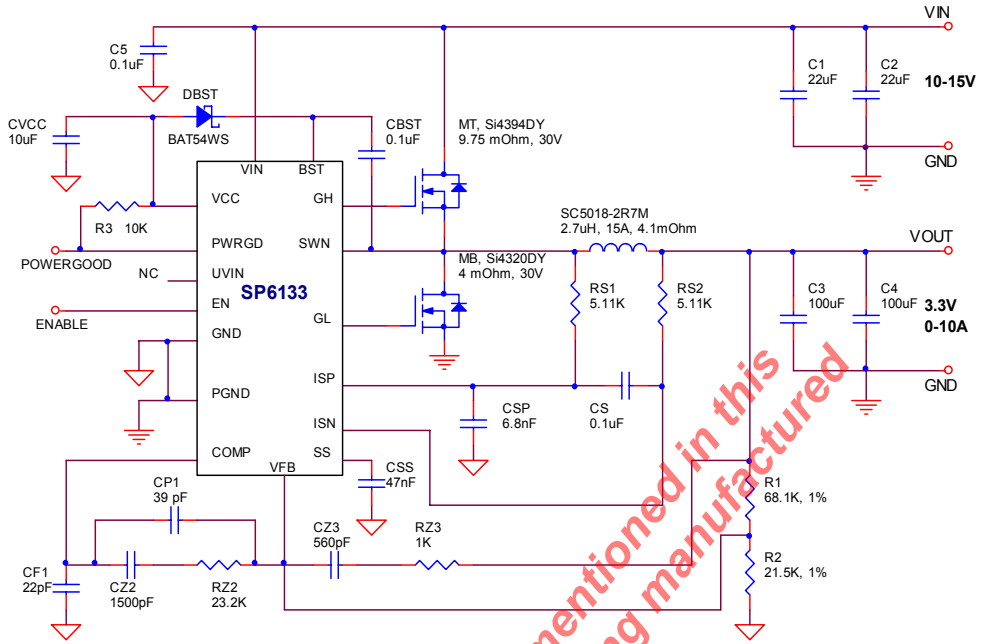 VIN
C5
0.1uF
C1
22uF
C2
22uF
10-15V
DBST
BAT54WS
CVCC
10uF
CBST
0.1uF
MT, Si4394DY
9.75 mOhm, 30V
GND
VIN
BST
VCC
GH
R3 10K
SC5018-2R7M
2.7uH, 15A, 4.1mOhm
PWRGD
SWN
VOUT
POWERGOOD
MB, Si4320DY
4 mOhm, 30V
NC
UVIN
SP6133
RS1
5.11K
RS2
5.11K
C3
100uF
C4
100uF
3.3V
0-10A
EN
ENABLE
GL
GND
ISP
GND
PGND
CSP
6.8nF
CS
0.1uF
ISN
COMP
SS
VFB
CSS
47nF
R1
68.1K, 1%
CP1
39 pF
CZ3
560pF
RZ3
1K
R2
21.5K, 1%
CF1
22pF
CZ2
1500pF
RZ2
23.2K
mentioned in this
ng manufactured